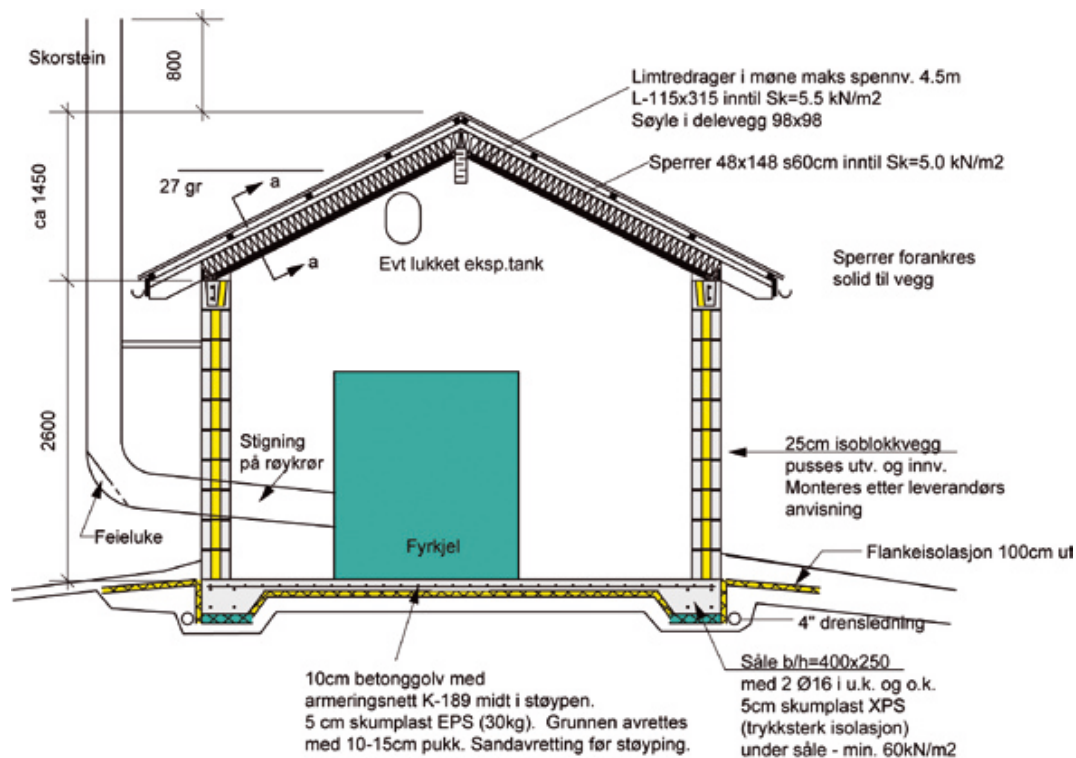 Skorstein
800
Limtredrager i møne maks spennv. 4.5m
L-115x315 inntil Sk=5.5 kN/m2
Søyle i delevegg 98x98
Sperrer 48x148 s60cm inntil Sk=5.0 kN/m2
ca 1450
27 gr
a
a
Evt lukket eksp.tank
Sperrer forankres
solid til vegg
2600
Stigning
på røykrør
25cm isoblokkvegg
pusses utv. og innv.
Monteres etter leverandørs
anvisning
Feieluke
Fyrkjel
Flankeisolasjon 100cm ut
4" drensledning
10cm betonggolv med
armeringsnett K-189 midt i støypen.
5 cm skumplast EPS (30kg). Grunnen avrettes
med 10-15cm pukk. Sandavretting før støyping.
Såle b/h=400x250
med 2 Ø16 i u.k. og o.k.
5cm skumplast XPS
(trykksterk isolasjon)
under såle - min. 60kN/m2